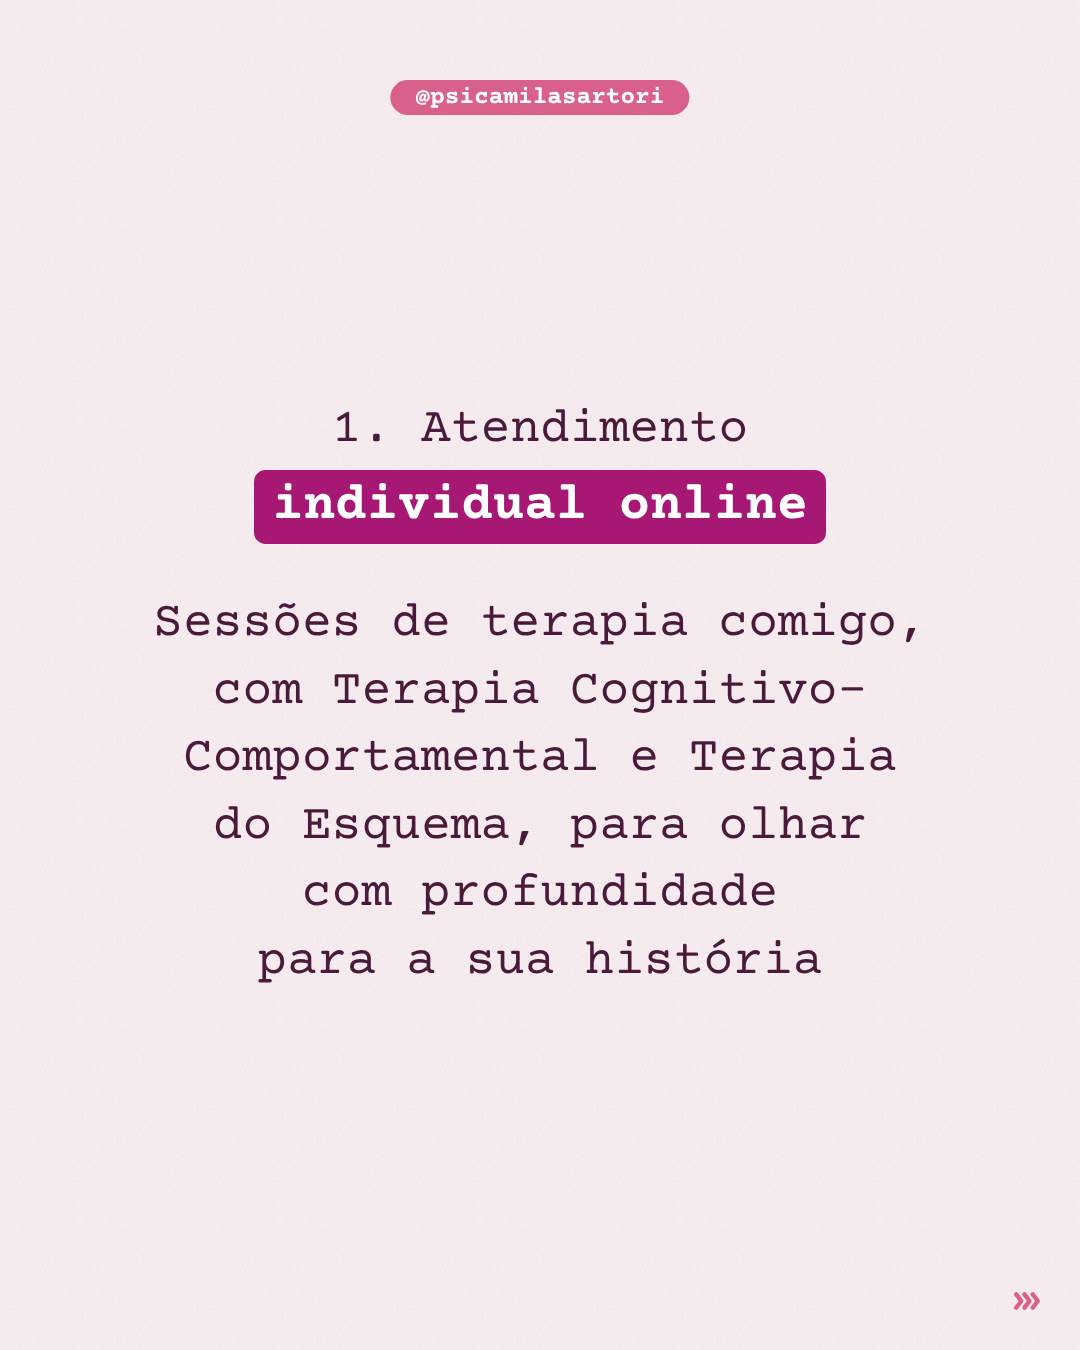 @psicamilasartori
1. Atendimento
individual online
Sessões de terapia comigo,
com Terapia Cognitivo-
Comportamental e Terapia
do Esquema, para olhar
com profundidade
para a sua história